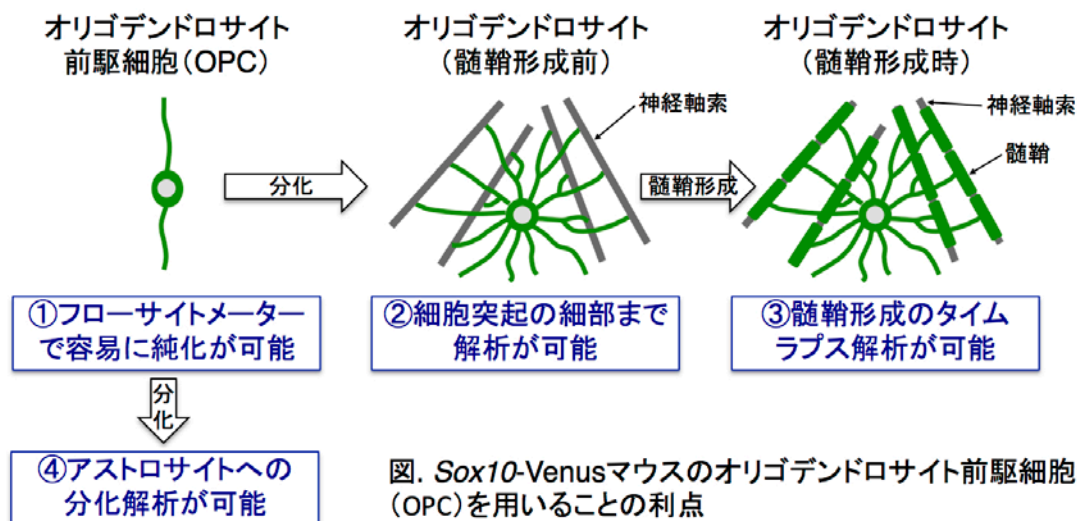 オリゴデンドロサイト
前駆細胞(OPC)
オリゴデンドロサイト
(髄鞘形成前)
オリゴデンドロサイト
(髄鞘形成時)
神経軸索
神経軸索
髄鞘
分化
髄鞘形成
①フローサイトメーター
で容易に純化が可能
②細胞突起の細部まで
解析が可能
③髄鞘形成のタイム
ラプス解析が可能
分
化
④アストロサイトへの
分化解析が可能
図. Sox10-Venusマウスのオリゴデンドロサイト前駆細胞
(OPC)を用いることの利点